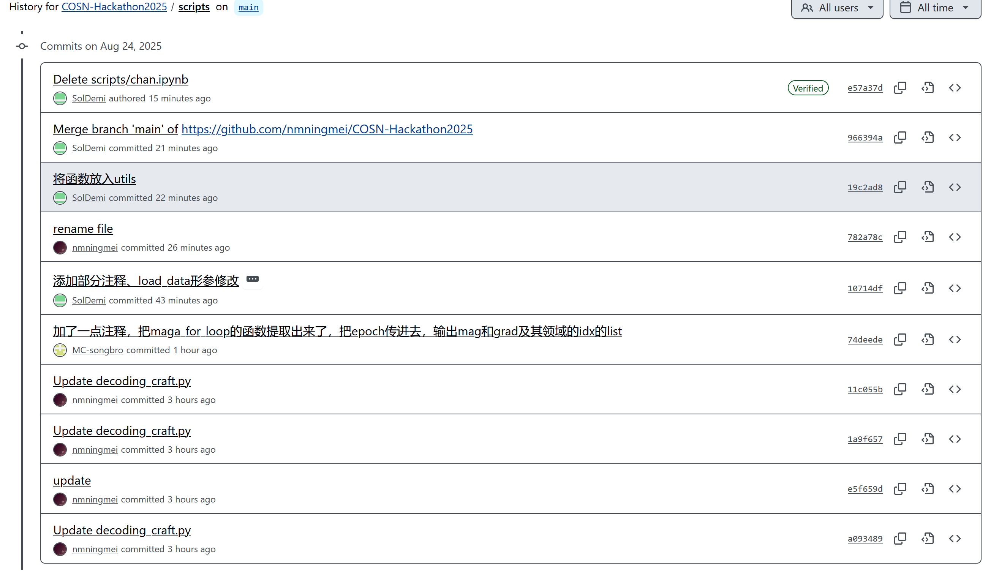 History for COSN-Hackathon2025 / scripts on main
All users
All time
Commits on Aug 24, 2025
Delete scripts/chan.ipynb
SolDemi authored 15 minutes ago
Verified
e57a37d
Merge branch 'main' of https://github.com/nmningmei/COSN-Hackathon2025
SolDemi committed 21 minutes ago
966394a
将函数放入utils
SolDemi committed 22 minutes ago
19c2ad8
rename file
nmningmei committed 26 minutes ago
782a78c
添加部分注释、load_data形参修改
SolDemi committed 43 minutes ago
10714df
加了一点注释，把maga_for_loop的函数提取出来了，把epoch传进去，输出mag和grad及其领域的idx的list
MC-songbro committed 1 hour ago
74deede
Update decoding_craft.py
nmningmei committed 3 hours ago
11c055b
Update decoding_craft.py
nmningmei committed 3 hours ago
1a9f657
update
nmningmei committed 3 hours ago
e5f659d
Update decoding_craft.py
nmningmei committed 3 hours ago
a093489